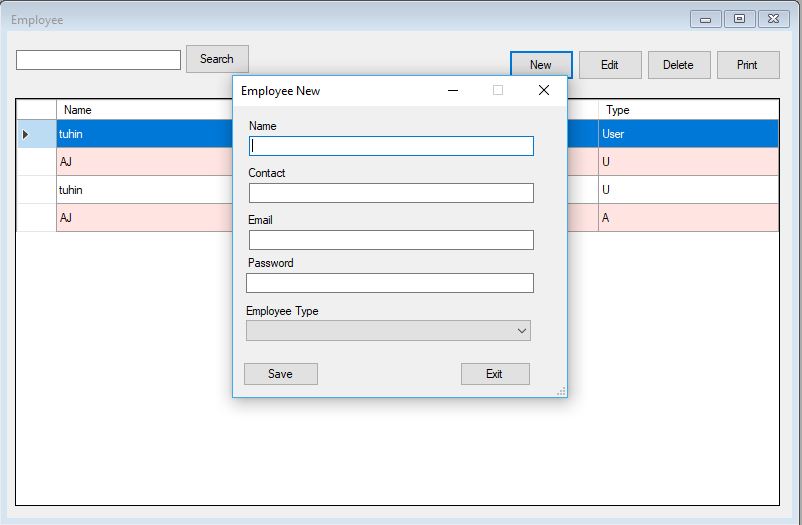 Employee
Search
New Edit Delete Print
Employee New
Name Type
tuhin User
AJ U
tuhin U
AJ A
Name
Contact
Email
Password
Employee Type
Save Exit